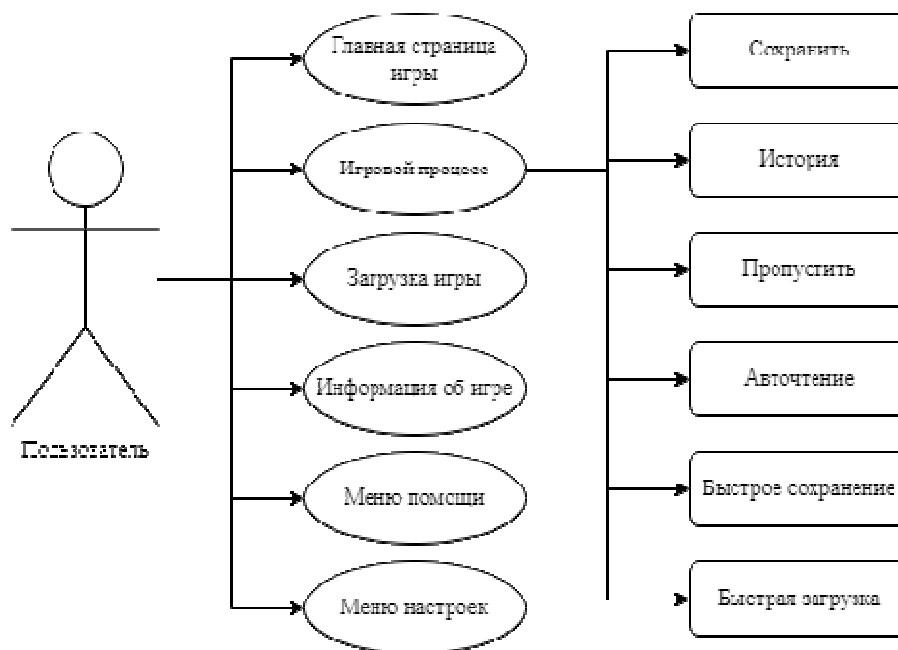 Главная страница
игры
Игровой процесс
Загрузка игры
Информация об игре
Меню помощи
Меню настроек
Пользователь
Сохранить
История
Пропустить
Авточтение
Быстрое сохранение
Быстрая загрузка